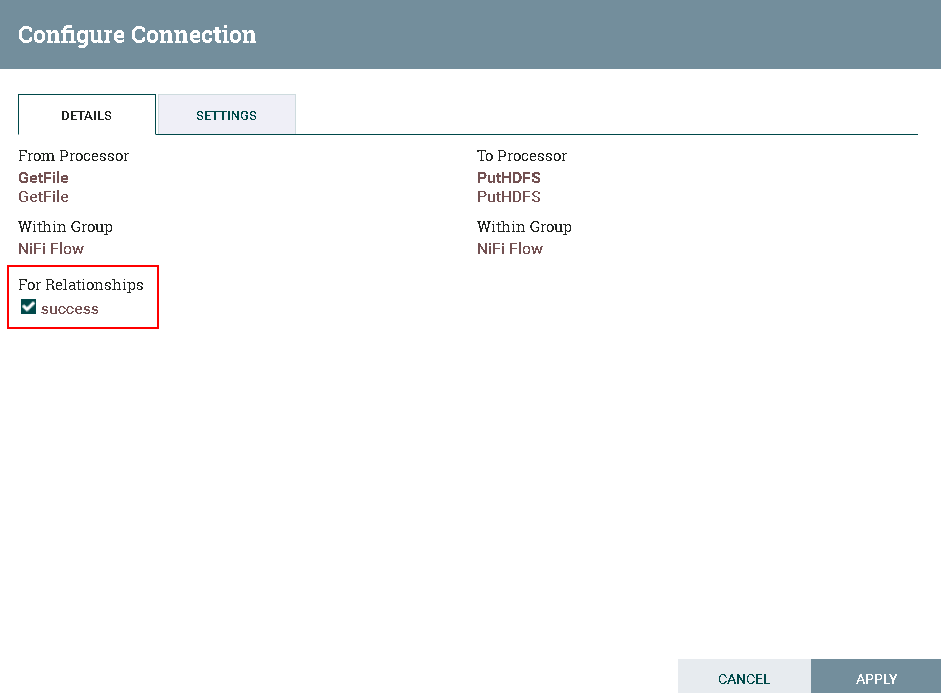 Configure Connection
DETAILS
SETTINGS
From Processor
GetFile
GetFile
Within Group
NiFi Flow
For Relationships
success
To Processor
PutHDFS
PutHDFS
Within Group
NiFi Flow
CANCEL
APPLY